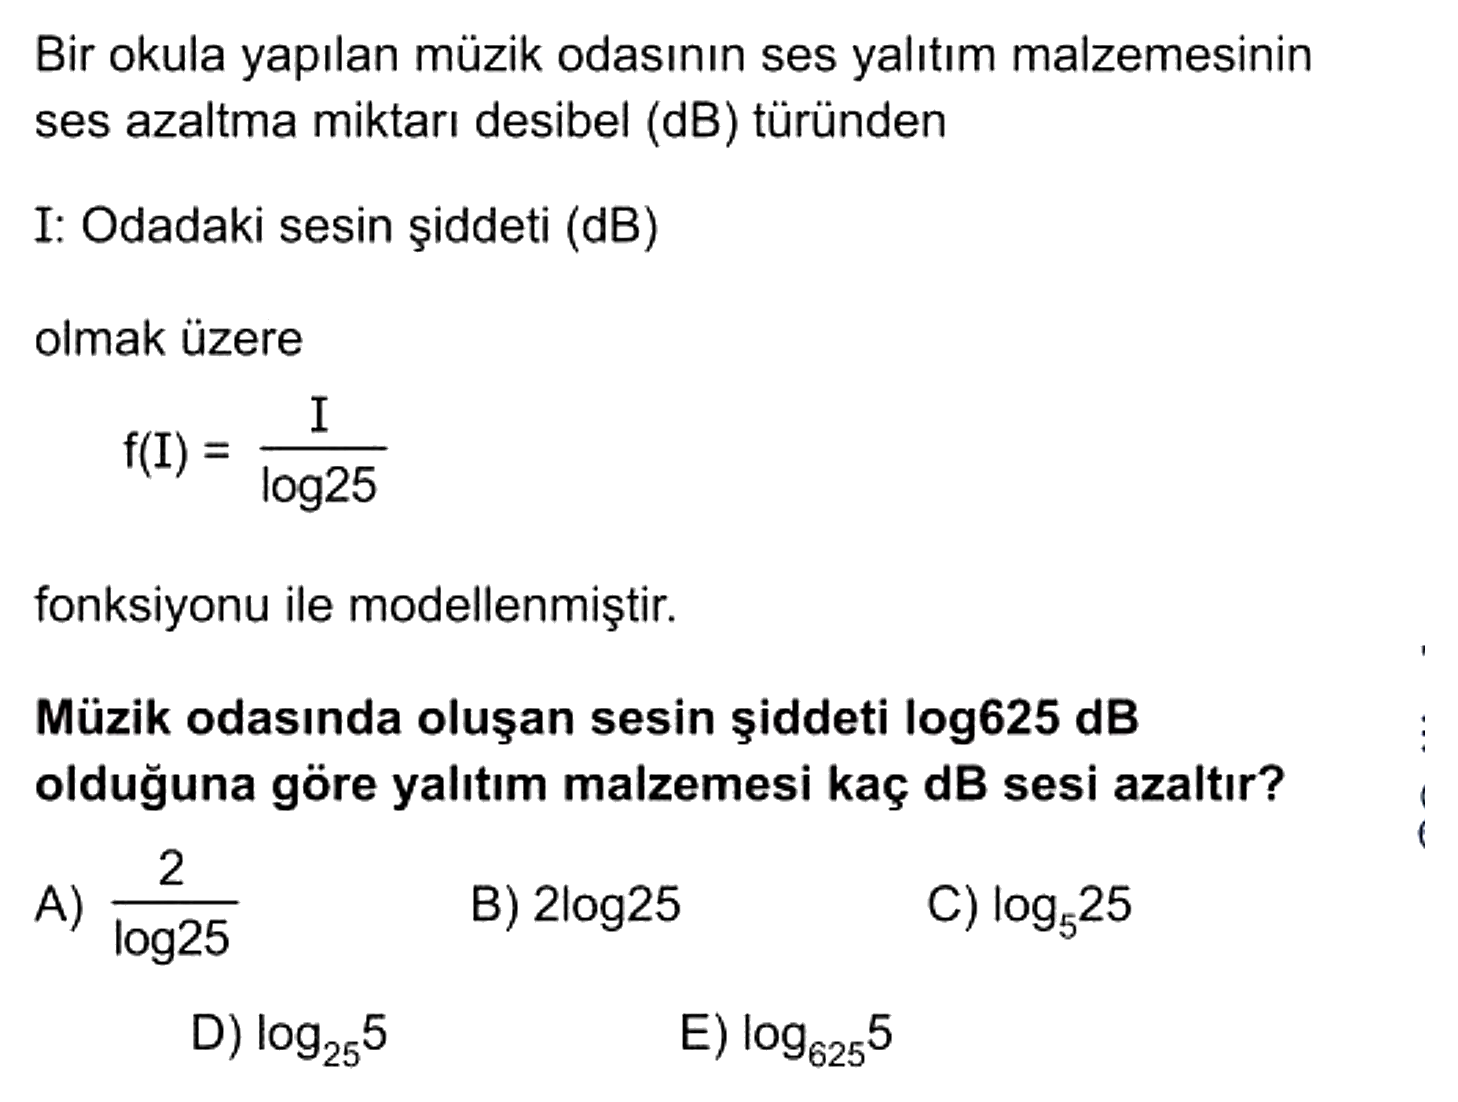 Bir okula yapılan müzik odasının ses yalıtım malzemesinin
ses azaltma miktarı desibel (dB) türünden
I: Odadaki sesin şiddeti (dB)
olmak üzere
f(I) = I / log25
fonksiyonu ile modellenmiştir.
Müzik odasında oluşan sesin şiddeti log625 dB
olduğuna göre yalıtım malzemesi kaç dB sesi azaltır?
A) 2 / log25 B) 2log25 C) log₅25
D) log₂₅5 E) log₆₂₅5